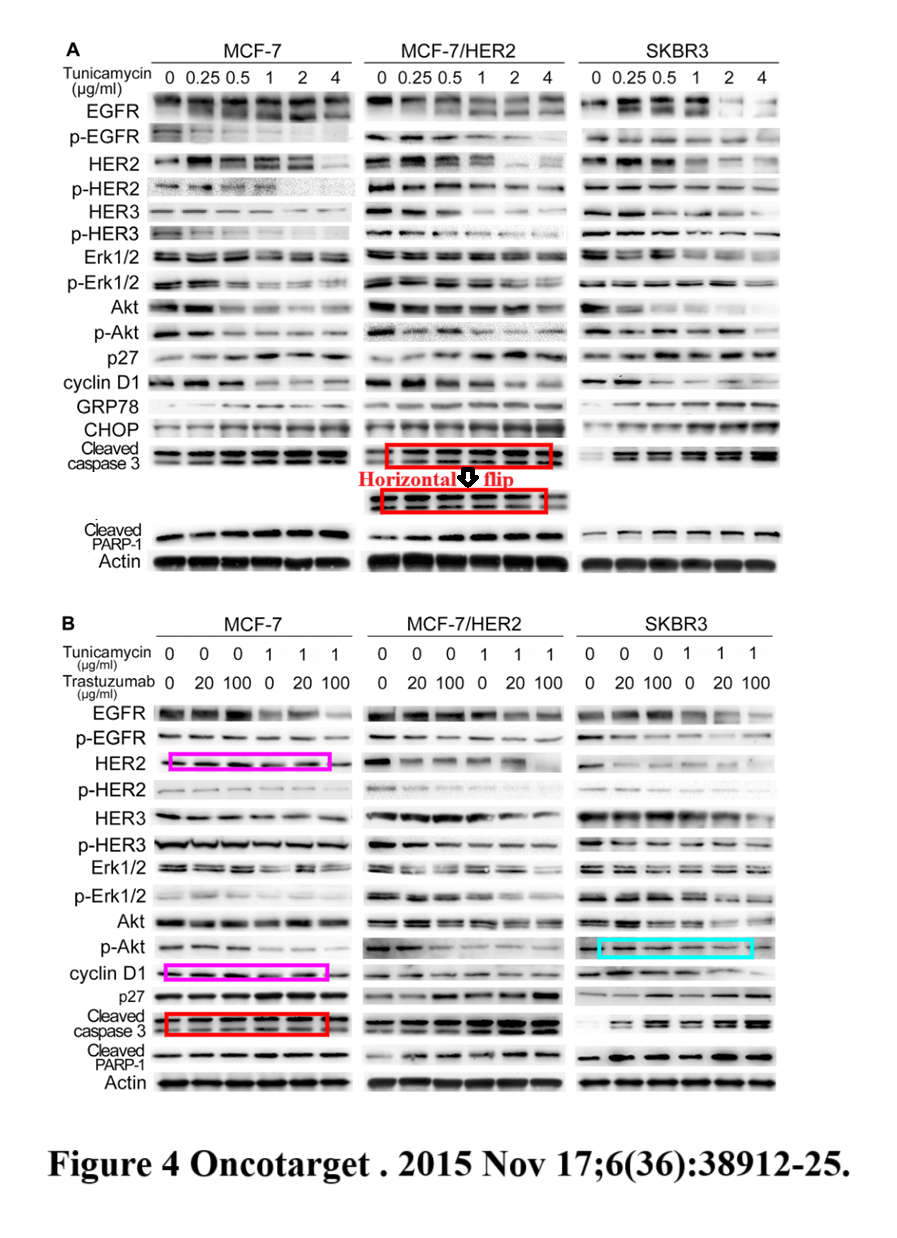 A MCF-7 MCF-7/HER2 SKBR3
Tunicamycin 0 0.25 0.5 1 2 4 0 0.25 0.5 1 2 4 0 0.25 0.5 1 2 4
(µg/ml)
EGFR
p-EGFR
HER2
p-HER2
HER3
p-HER3
Erk1/2
p-Erk1/2
Akt
p-Akt
p27
cyclin D1
GRP78
CHOP
Cleaved
caspase 3
Horizontal flip
Cleaved
PARP-1
Actin
B MCF-7 MCF-7/HER2 SKBR3
Tunicamycin 0 0 0 1 1 1 0 0 0 1 1 1 0 0 0 1 1 1
(µg/ml)
Trastuzumab 0 20 100 0 20 100 0 20 100 0 20 100 0 20 100 0 20 100
(µg/ml)
EGFR
p-EGFR
HER2
p-HER2
HER3
p-HER3
Erk1/2
p-Erk1/2
Akt
p-Akt
cyclin D1
p27
Cleaved
caspase 3
Cleaved
PARP-1
Actin
Figure 4 Oncotarget . 2015 Nov 17;6(36):38912-25.